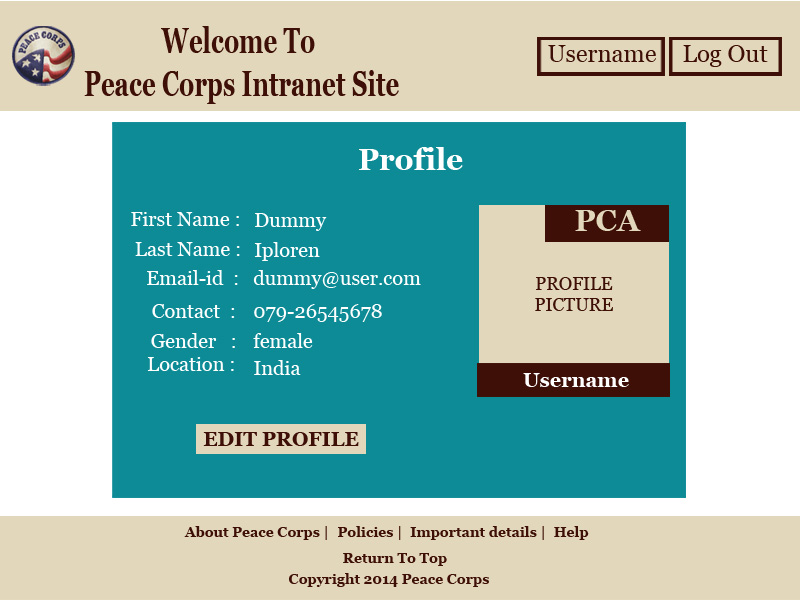 PEACE CORPS
Welcome To
Peace Corps Intranet Site
Username
Log Out
Profile
First Name : Dummy
Last Name : Iploren
Email-id : dummy@user.com
Contact : 079-26545678
Gender : female
Location : India
PCA
PROFILE
PICTURE
Username
EDIT PROFILE
About Peace Corps | Policies | Important details | Help
Return To Top
Copyright 2014 Peace Corps